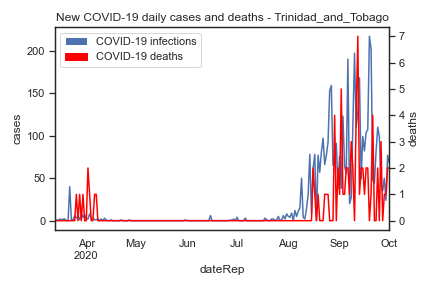 New COVID-19 daily cases and deaths - Trinidad_and_Tobago
COVID-19 infections
COVID-19 deaths
200
150
100
50
0
cases
7
6
5
4
3
2
1
0
deaths
Apr
2020
May
Jun
Jul
Aug
Sep
Oct
dateRep